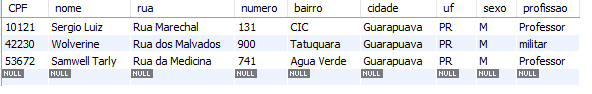 CPF nome rua numero bairro cidade uf sexo profissao
10121 Sergio Luiz Rua Marechal 131 CIC Guarapuava PR M Professor
42230 Wolverine Rua dos Malvados 900 Tatuquara Guarapuava PR M militar
53672 Samwell Tarly Rua da Medicina 741 Agua Verde Guarapuava PR M Professor
NULL NULL NULL NULL NULL NULL NULL NULL NULL